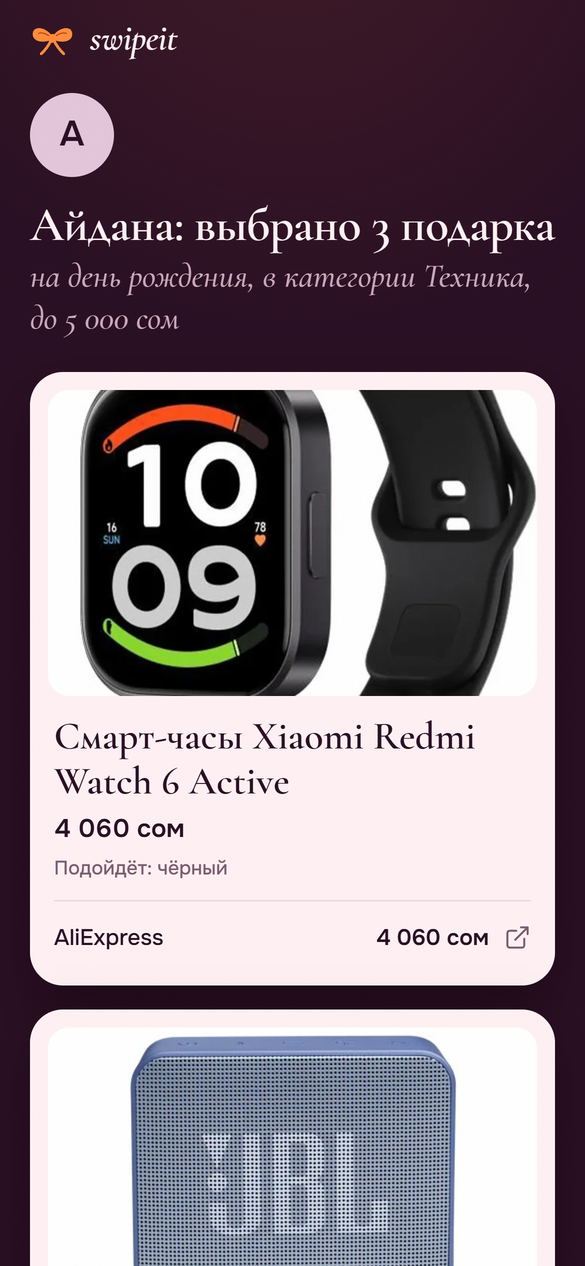 swipeit
А
Айдана: выбрано 3 подарка
на день рождения, в категории Техника,
до 5 000 сом
10
16
SUN
78
09
Смарт-часы Xiaomi Redmi
Watch 6 Active
4 060 сом
Подойдёт: чёрный
AliExpress 4 060 сом
JBL